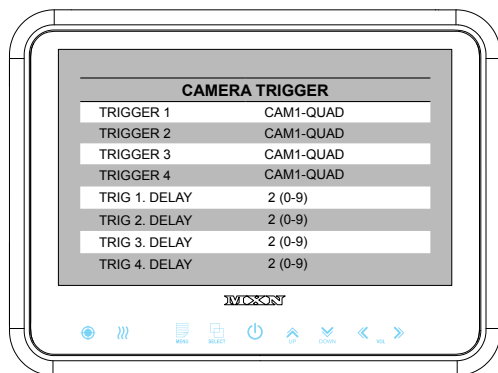 CAMERA TRIGGER
TRIGGER 1 CAM1-QUAD
TRIGGER 2 CAM1-QUAD
TRIGGER 3 CAM1-QUAD
TRIGGER 4 CAM1-QUAD
TRIG 1. DELAY 2 (0-9)
TRIG 2. DELAY 2 (0-9)
TRIG 3. DELAY 2 (0-9)
TRIG 4. DELAY 2 (0-9)
MXN
MENU SELECT UP DOWN VOL